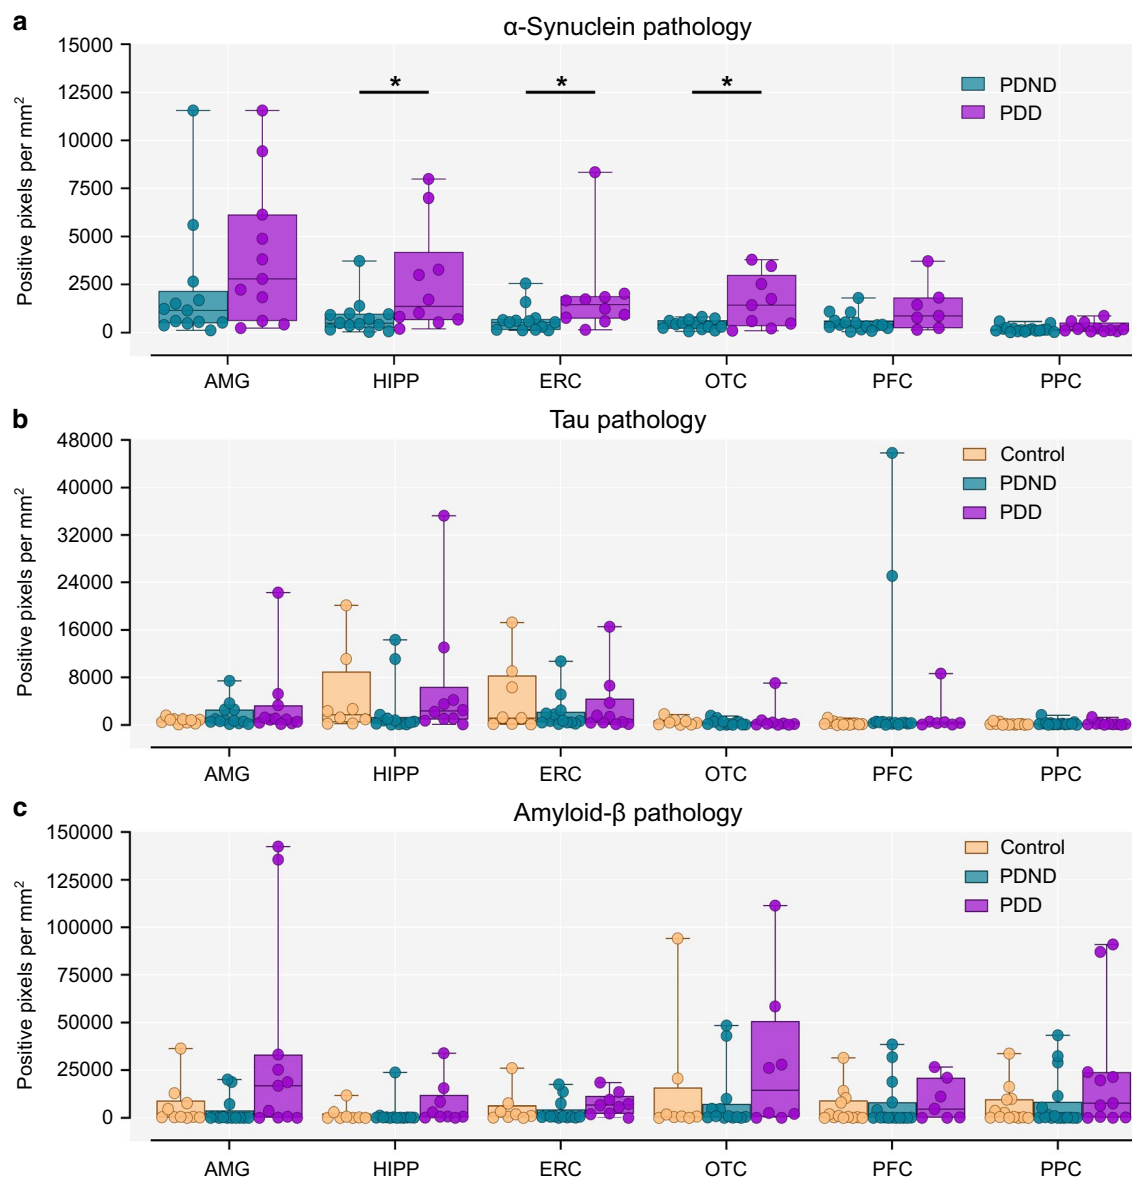 a
α-Synuclein pathology
Positive pixels per mm²
15000
12500
10000
7500
5000
2500
0
* * *
PDND
PDD
AMG HIPP ERC OTC PFC PPC
b
Tau pathology
Positive pixels per mm²
48000
40000
32000
24000
16000
8000
0
Control
PDND
PDD
AMG HIPP ERC OTC PFC PPC
c
Amyloid-β pathology
Positive pixels per mm²
150000
125000
100000
75000
50000
25000
0
Control
PDND
PDD
AMG HIPP ERC OTC PFC PPC